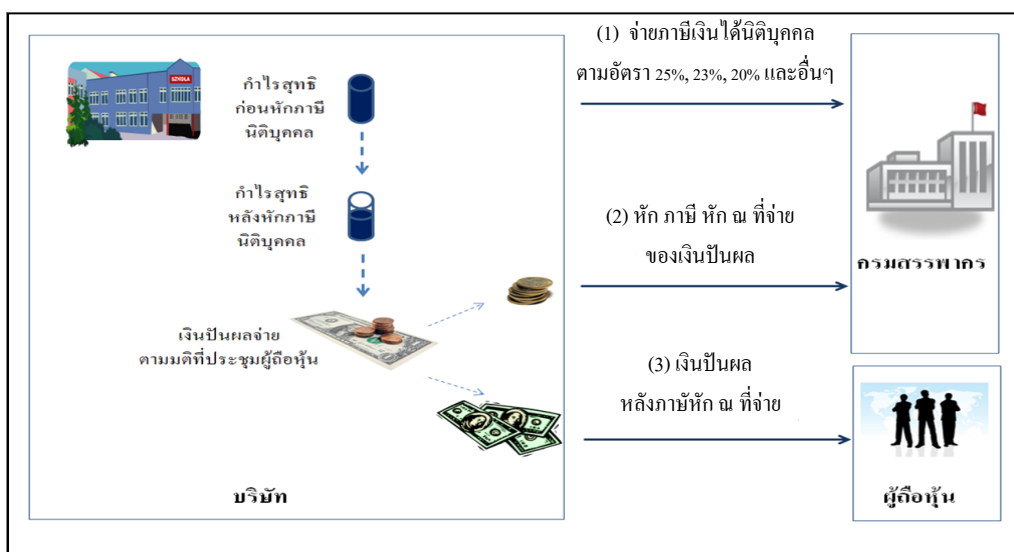 SZKOLA
กำไรสุทธิ
ก่อนหักภาษี
นิติบุคคล
กำไรสุทธิ
หลังหักภาษี
นิติบุคคล
เงินปันผลจ่าย
ตามมติที่ประชุมผู้ถือหุ้น
บริษัท
(1) จ่ายภาษีเงินได้นิติบุคคล
ตามอัตรา 25%, 23%, 20% และอื่นๆ
(2) หัก ภาษี หัก ณ ที่จ่าย
ของเงินปันผล
(3) เงินปันผล
หลังภาษัหัก ณ ที่จ่าย
กรมสรรพากร
ผู้ถือหุ้น